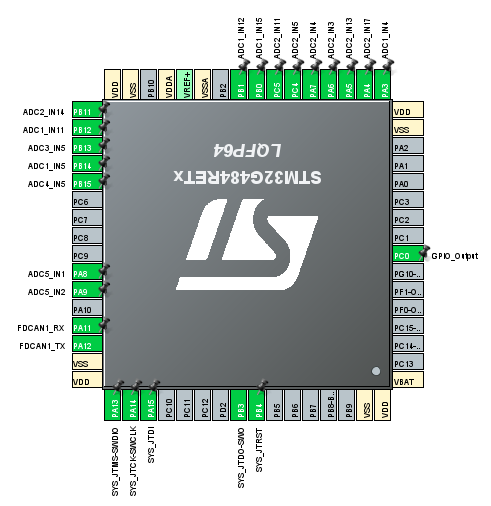 ADC1_IN12
ADC1_IN15
ADC2_IN11
ADC2_IN5
ADC2_IN4
ADC2_IN3
ADC2_IN13
ADC2_IN17
ADC1_IN4
VDD
VSS
PB10
VDDA
VREF+
VSSA
PB2
PB1
PB0
PC5
PC4
PA7
PA6
PA5
PA4
PA3
ADC2_IN14 PB11
ADC1_IN11 PB12
ADC3_IN5 PB13
ADC1_IN5 PB14
ADC4_IN5 PB15
PC6
PC7
PC8
PC9
ADC5_IN1 PA8
ADC5_IN2 PA9
PA10
FDCAN1_RX PA11
FDCAN1_TX PA12
VSS
VDD
STM32G484RETx
LQFP64
VDD
VSS
PA2
PA1
PA0
PC3
PC2
PC1
PC0 GPIO_Output
PG10-..
PF1-O..
PF0-O..
PC15-..
PC14-..
PC13
VBAT
PA13
PA14
PA15
PC10
PC11
PC12
PD2
PB3
PB4
PB5
PB6
PB7
PB8-B..
PB9
VSS
VDD
SYS_JTMS-SWDIO
SYS_JTCK-SWCLK
SYS_JTDI
SYS_JTDO-SWO
SYS_JTRST